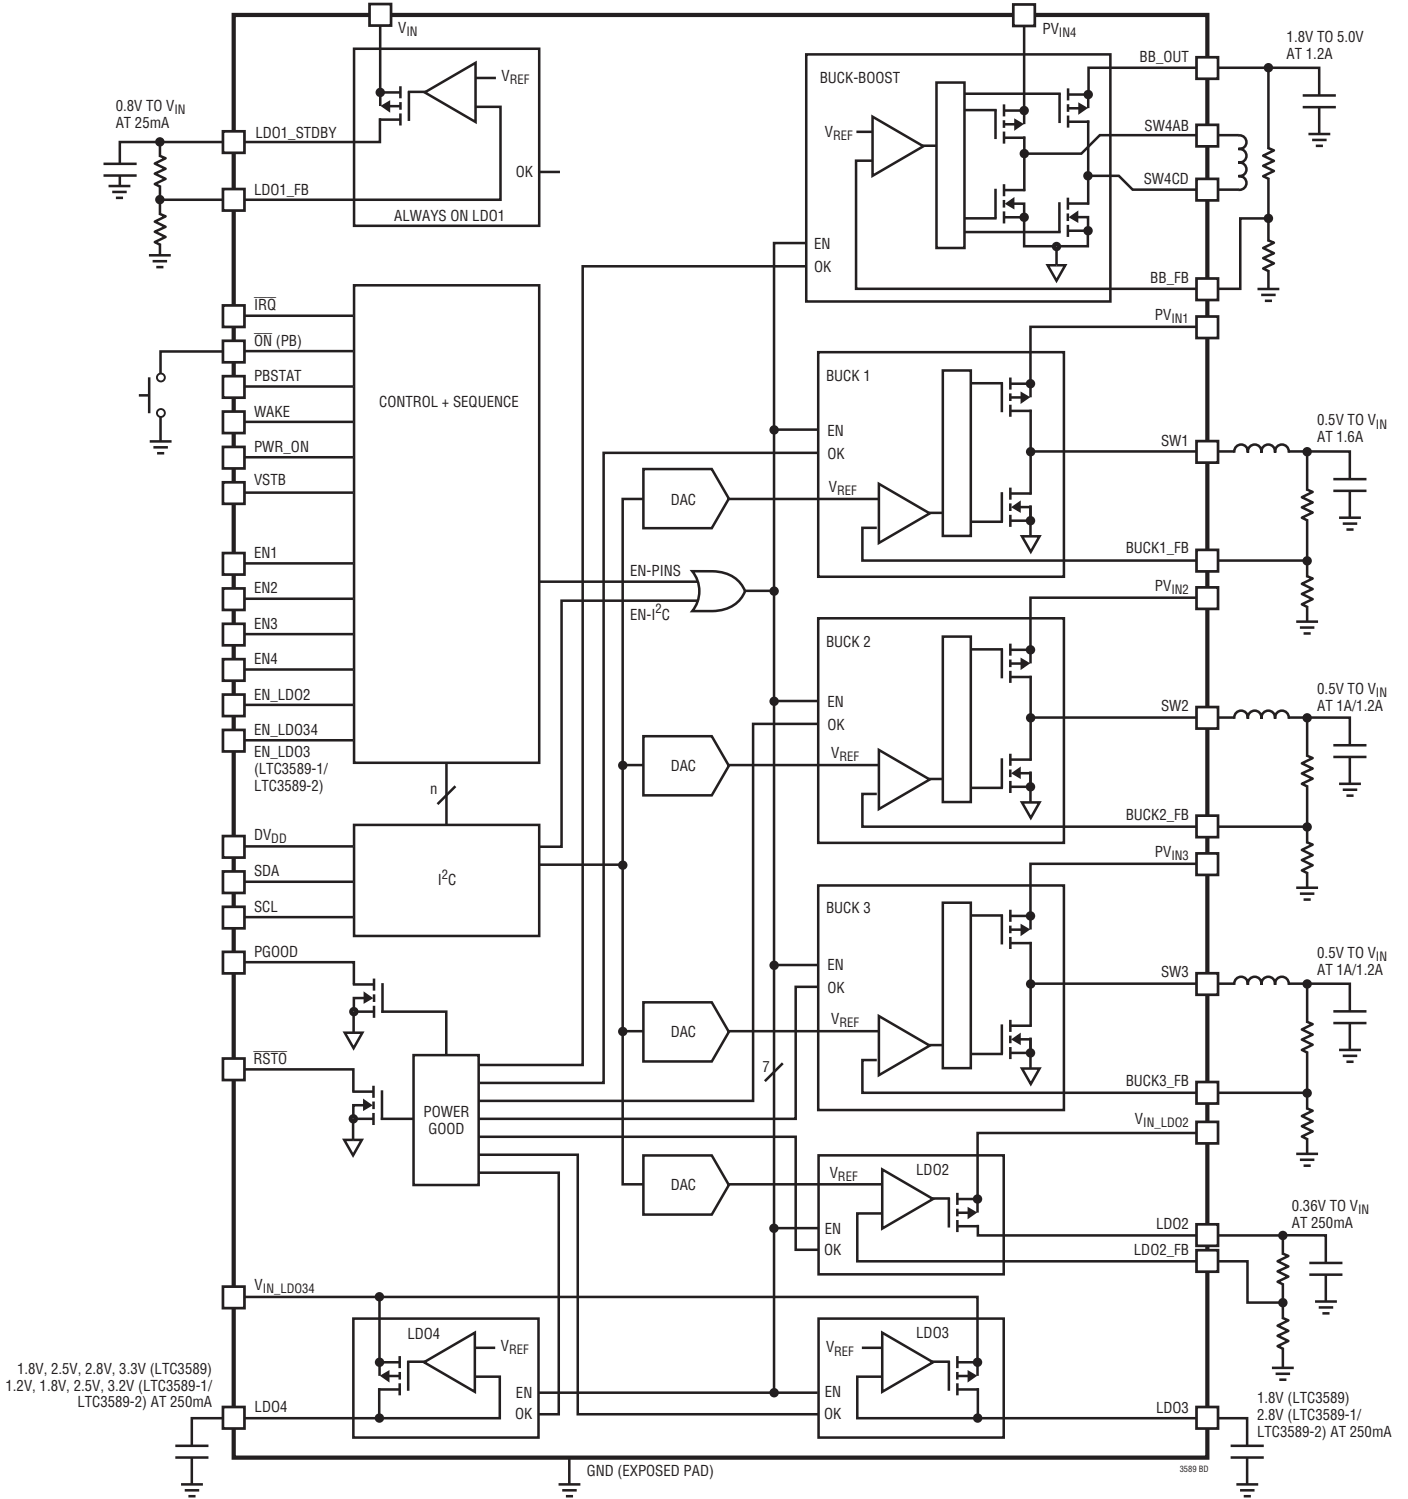 VIN
PVIN4
1.8V TO 5.0V
AT 1.2A
BUCK-BOOST
BB_OUT
VREF
0.8V TO VIN
AT 25mA
LDO1_STDBY
VREF
SW4AB
OK
SW4CD
LDO1_FB
ALWAYS ON LDO1
EN
OK
BB_FB
I̅R̅Q̅
PVIN1
O̅N̅ (PB)
PBSTAT
BUCK 1
CONTROL + SEQUENCE
WAKE
0.5V TO VIN
AT 1.6A
EN
SW1
PWR_ON
OK
VSTB
DAC
VREF
EN1
BUCK1_FB
EN-PINS
EN2
PVIN2
EN-I²C
EN3
BUCK 2
EN4
EN_LDO2
0.5V TO VIN
AT 1A/1.2A
EN
SW2
EN_LDO34
OK
EN_LDO3
(LTC3589-1/
LTC3589-2)
DAC
VREF
n
BUCK2_FB
DVDD
PVIN3
SDA
I²C
SCL
BUCK 3
PGOOD
0.5V TO VIN
AT 1A/1.2A
EN
SW3
OK
DAC
VREF
R̅S̅T̅O̅
7
BUCK3_FB
POWER
GOOD
VIN_LDO2
DAC
VREF
LDO2
0.36V TO VIN
AT 250mA
EN
LDO2
OK
LDO2_FB
VIN_LDO34
LDO4
VREF
VREF
LDO3
1.8V, 2.5V, 2.8V, 3.3V (LTC3589)
1.2V, 1.8V, 2.5V, 3.2V (LTC3589-1/
LTC3589-2) AT 250mA
EN
EN
LDO4
OK
OK
LDO3
1.8V (LTC3589)
2.8V (LTC3589-1/
LTC3589-2) AT 250mA
GND (EXPOSED PAD)
3589 BD